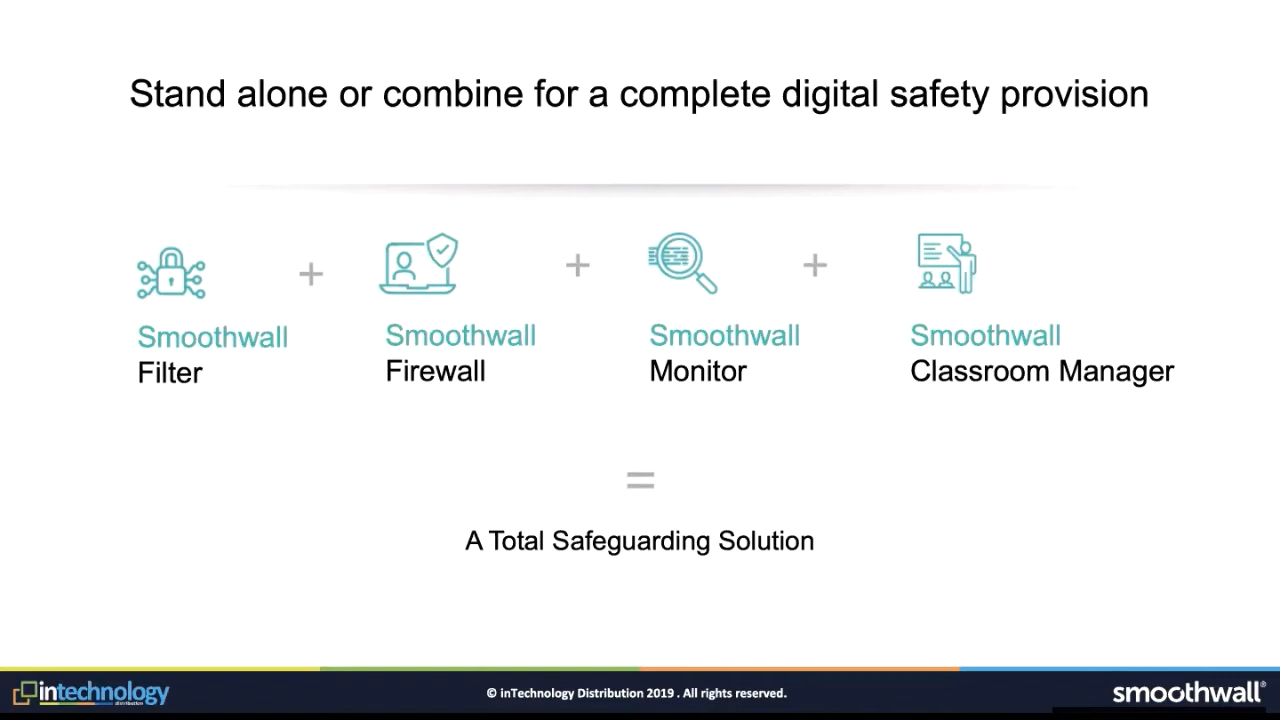 Stand alone or combine for a complete digital safety provision
+ + +
Smoothwall Smoothwall Smoothwall Smoothwall
Filter Firewall Monitor Classroom Manager
=
A Total Safeguarding Solution
intechnology
distribution
© inTechnology Distribution 2019 . All rights reserved.
smoothwall®